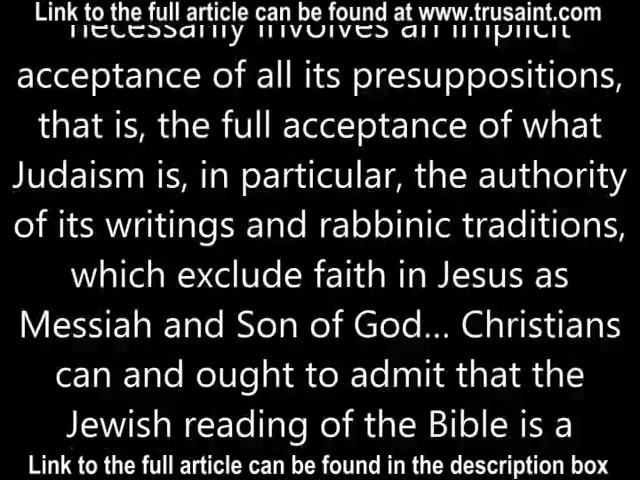 Link to the full article can be found at www.trusaint.com
necessarily involves an implicit
acceptance of all its presuppositions,
that is, the full acceptance of what
Judaism is, in particular, the authority
of its writings and rabbinic traditions,
which exclude faith in Jesus as
Messiah and Son of God... Christians
can and ought to admit that the
Jewish reading of the Bible is a
Link to the full article can be found in the description box